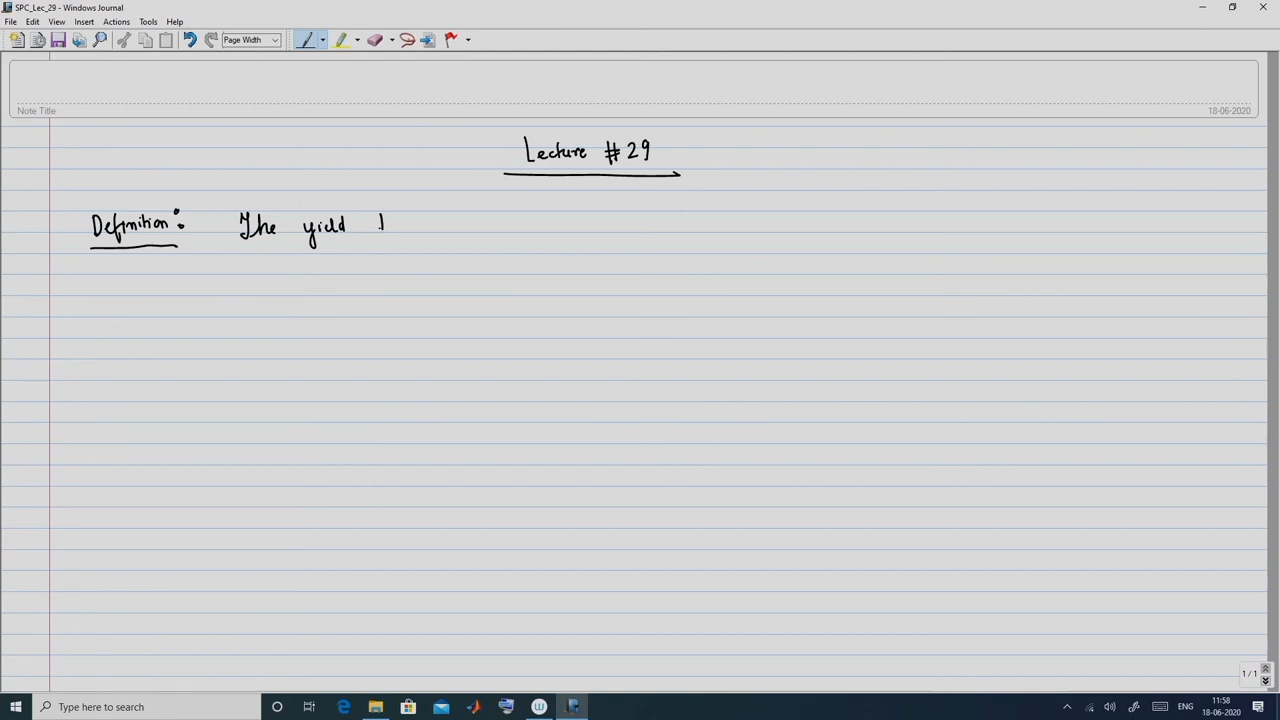 SPC_Lec_29 - Windows Journal
File Edit View Insert Actions Tools Help
Page Width
Note Title
18-06-2020
Lecture # 29
Definition: The yield
1/1
Type here to search
ENG
11:58
18-06-2020